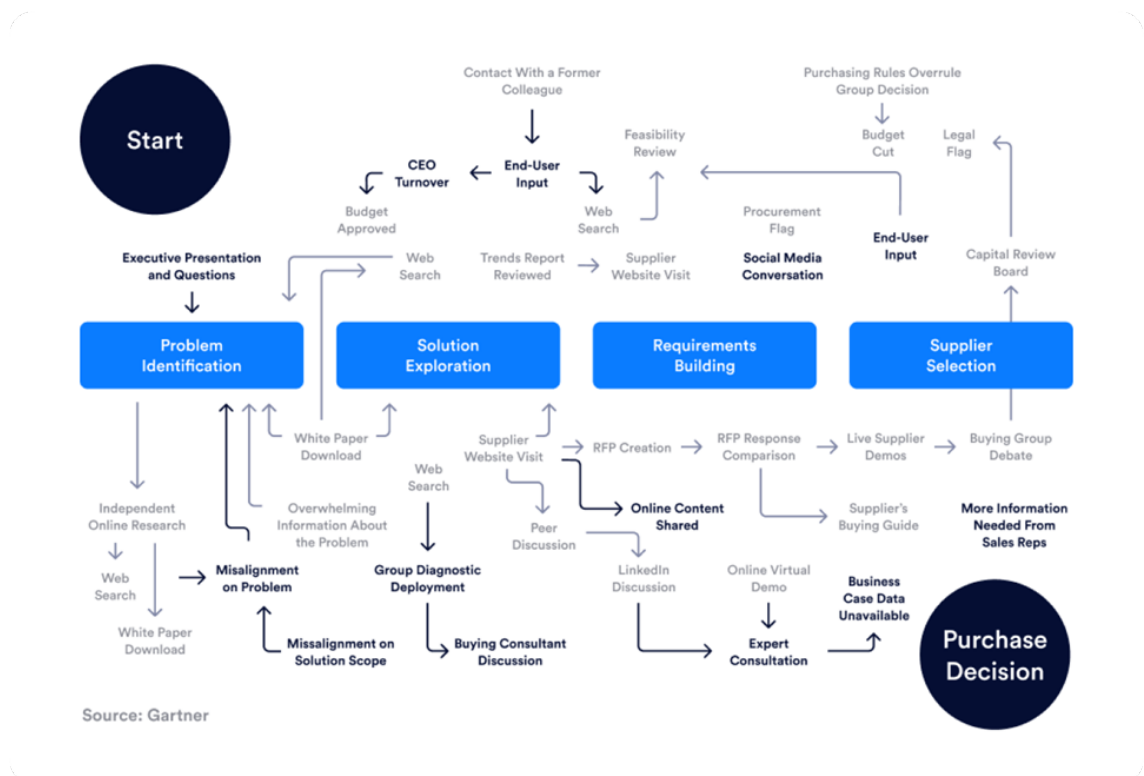 Start
Contact With a Former
Colleague
Purchasing Rules Overrule
Group Decision
Feasibility
Review
Budget
Cut
Legal
Flag
CEO
Turnover
End-User
Input
Budget
Approved
Web
Search
Procurement
Flag
End-User
Input
Executive Presentation
and Questions
Web
Search
Trends Report
Reviewed
Supplier
Website Visit
Social Media
Conversation
Capital Review
Board
Problem
Identification
Solution
Exploration
Requirements
Building
Supplier
Selection
White Paper
Download
Supplier
Website Visit
RFP Creation
RFP Response
Comparison
Live Supplier
Demos
Buying Group
Debate
Web
Search
Independent
Online Research
Overwhelming
Information About
the Problem
Peer
Discussion
Online Content
Shared
Supplier's
Buying Guide
More Information
Needed From
Sales Reps
Web
Search
Misalignment
on Problem
Group Diagnostic
Deployment
LinkedIn
Discussion
Online Virtual
Demo
Business
Case Data
Unavailable
White Paper
Download
Missalignment on
Solution Scope
Buying Consultant
Discussion
Expert
Consultation
Purchase
Decision
Source: Gartner